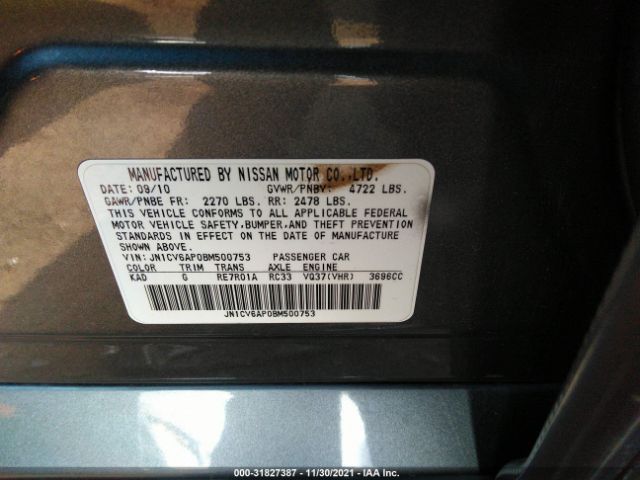 MANUFACTURED BY NISSAN MOTOR CO.,LTD.
DATE: 09/10 GVWR/PNBV: 4722 LBS.
GAWR/PNBE FR: 2270 LBS. RR: 2478 LBS.
THIS VEHICLE CONFORMS TO ALL APPLICABLE FEDERAL
MOTOR VEHICLE SAFETY,BUMPER,AND THEFT PREVENTION
STANDARDS IN EFFECT ON THE DATE OF MANUFACTURE
SHOWN ABOVE.
VIN: JN1CV6AP0BM500753 PASSENGER CAR
COLOR TRIM TRANS AXLE ENGINE
KAD G RE7R01A RC33 VQ37(VHR) 3696CC
JN1CV6AP0BM500753
000-31827387 - 11/30/2021 - IAA Inc.